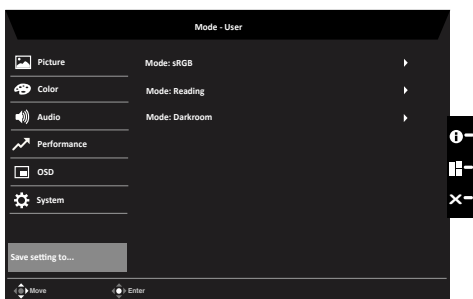 Mode - User
Picture
Color
Audio
Performance
OSD
System
Save setting to...
Mode: sRGB
Mode: Reading
Mode: Darkroom
Move
Enter